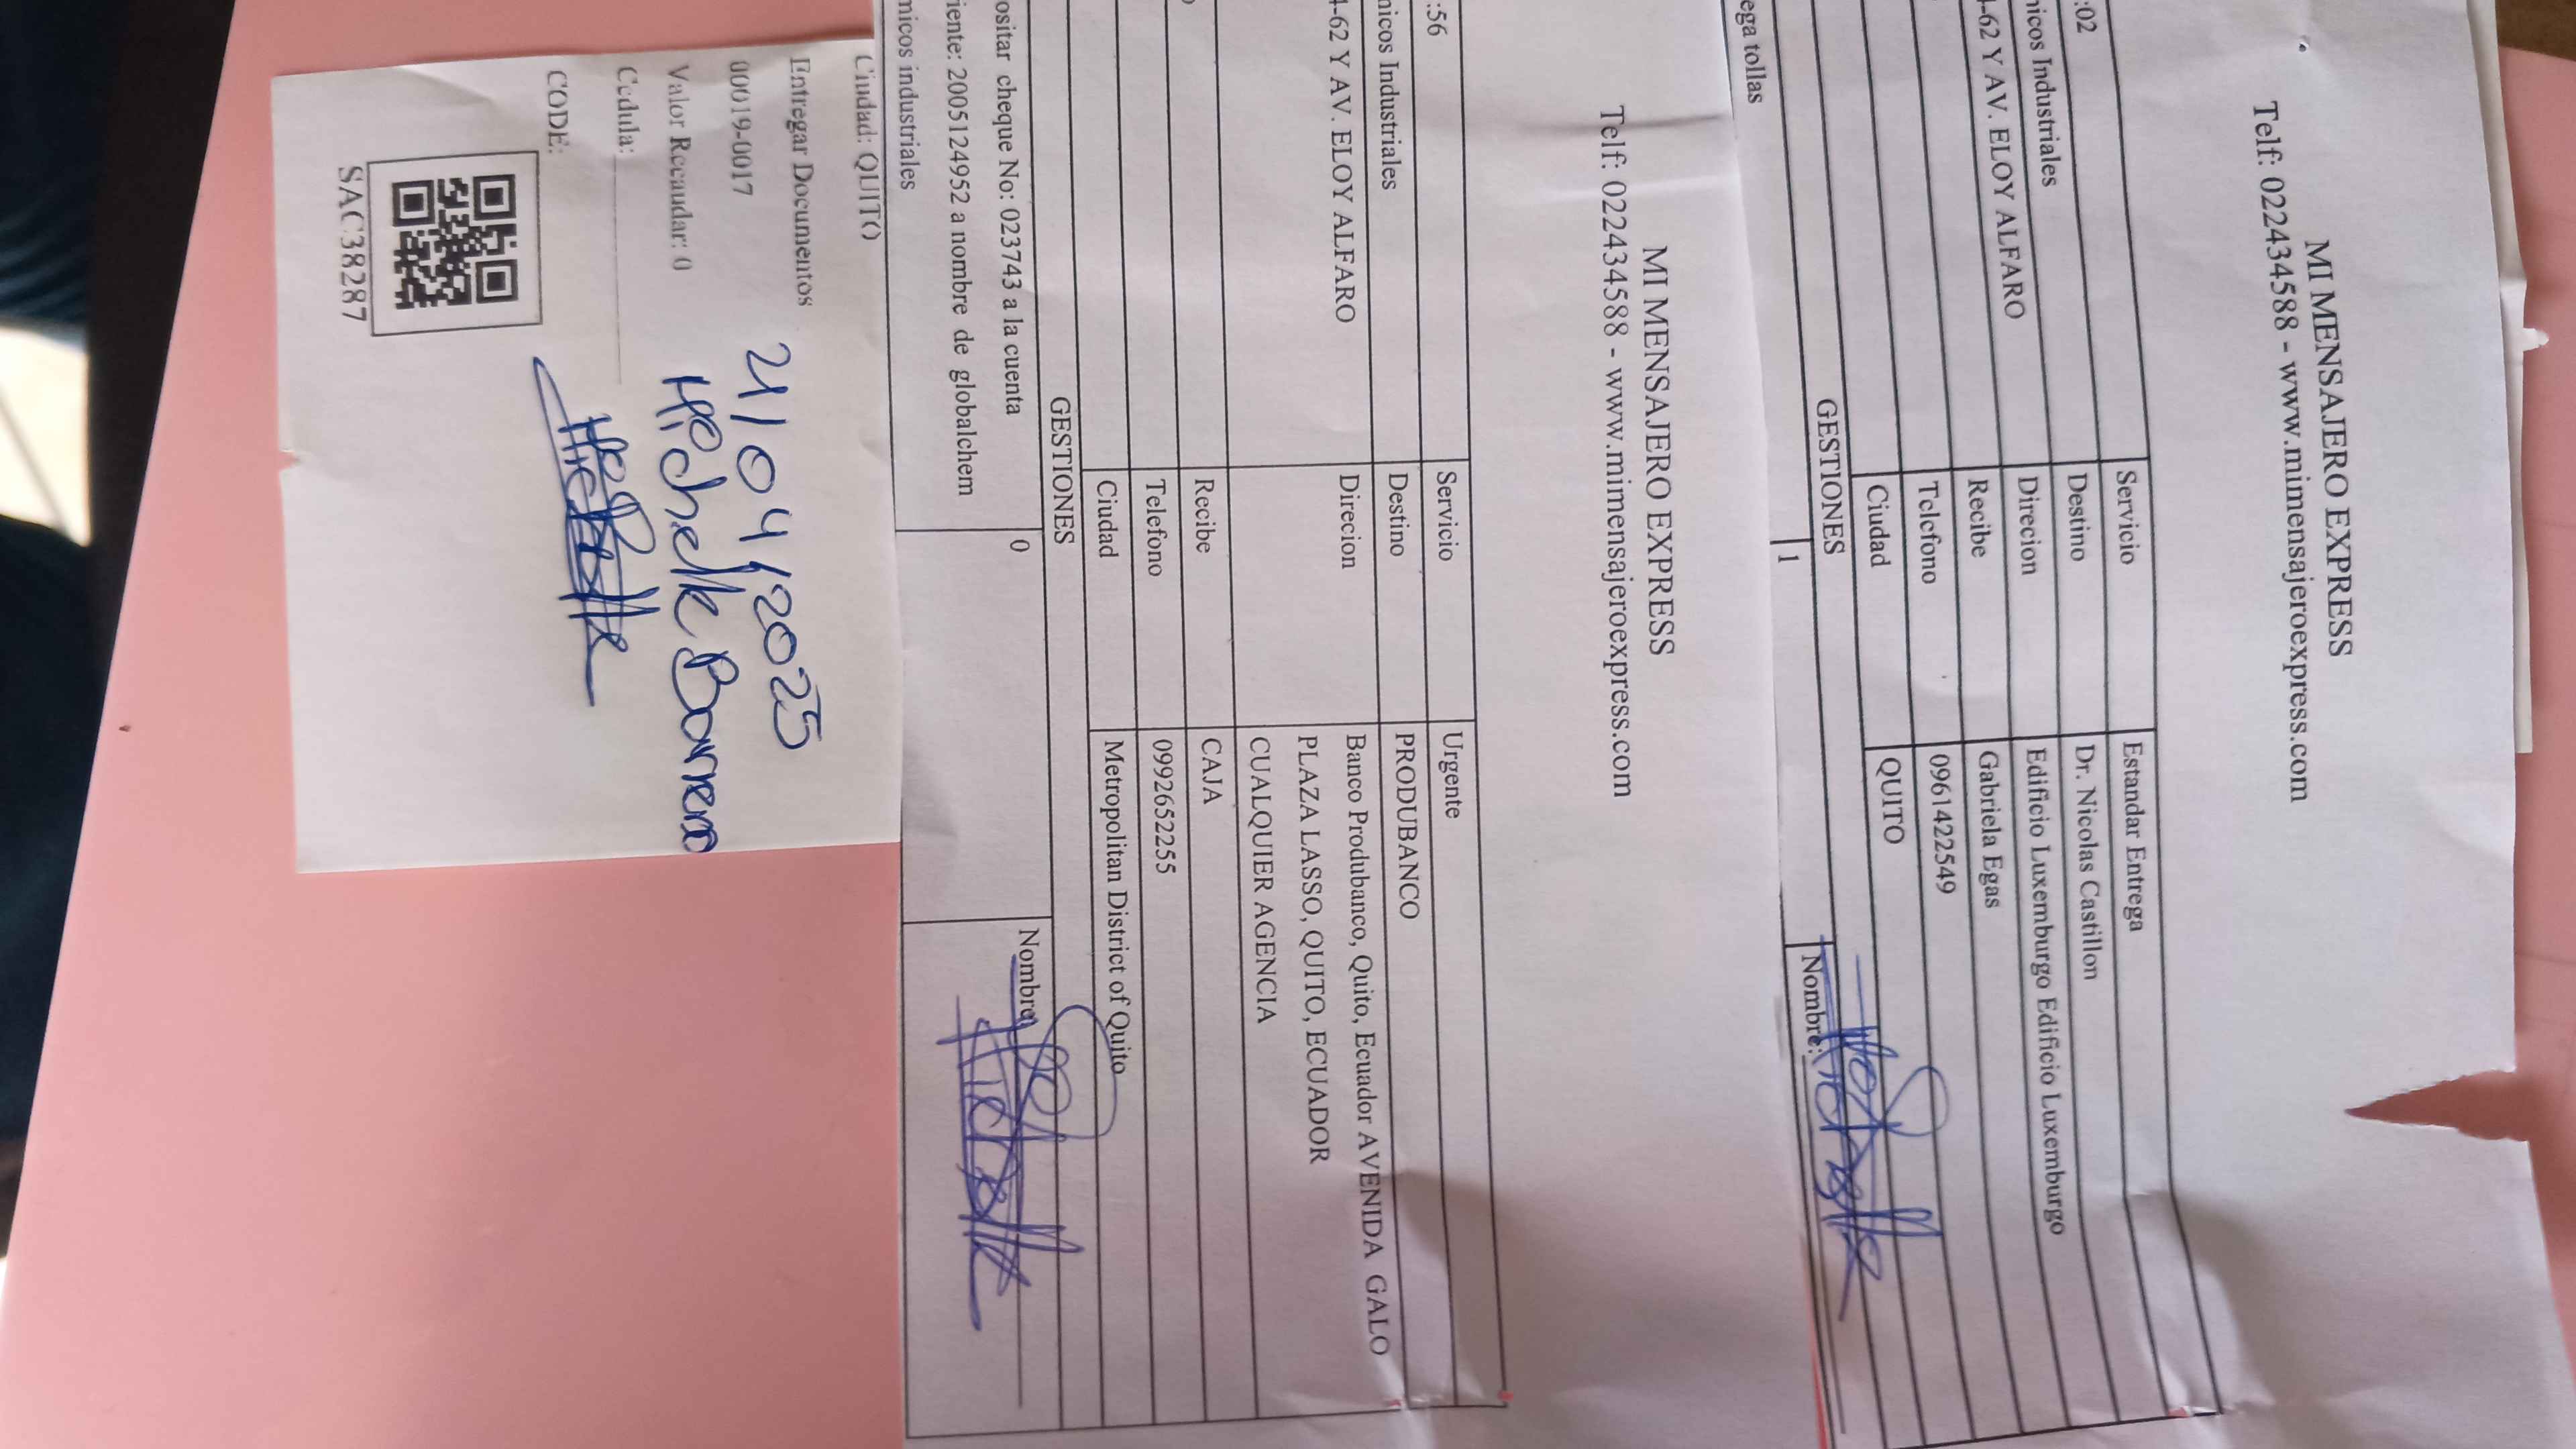 MI MENSAJERO EXPRESS
Telf: 022434588 - www.mimensajeroexpress.com
:02
Servicio
Estandar Entrega
nicos Industriales
Destino
Dr. Nicolas Castillon
-62 Y AV. ELOY ALFARO
Direcion
Edificio Luxemburgo Edificio Luxemburgo
Recibe
Gabriela Egas
Telefono
0961422549
Ciudad
QUITO
GESTIONES
ega tollas
1
Nombre:
MI MENSAJERO EXPRESS
Telf: 022434588 - www.mimensajeroexpress.com
:56
Servicio
Urgente
nicos Industriales
Destino
PRODUBANCO
4-62 Y AV. ELOY ALFARO
Direcion
Banco Produbanco, Quito, Ecuador AVENIDA GALO
PLAZA LASSO, QUITO, ECUADOR
CUALQUIER AGENCIA
Recibe
CAJA
Telefono
0992652255
Ciudad
Metropolitan District of Quito
GESTIONES
ositar cheque No: 023743 a la cuenta
iente: 2005124952 a nombre de globalchem
micos industriales
0
Nombre:
Ciudad: QUITO
Entregar Documentos
00019-0017
Valor Recaudar: 0
Cedula:
CODE:
SAC38287
21/04/2025